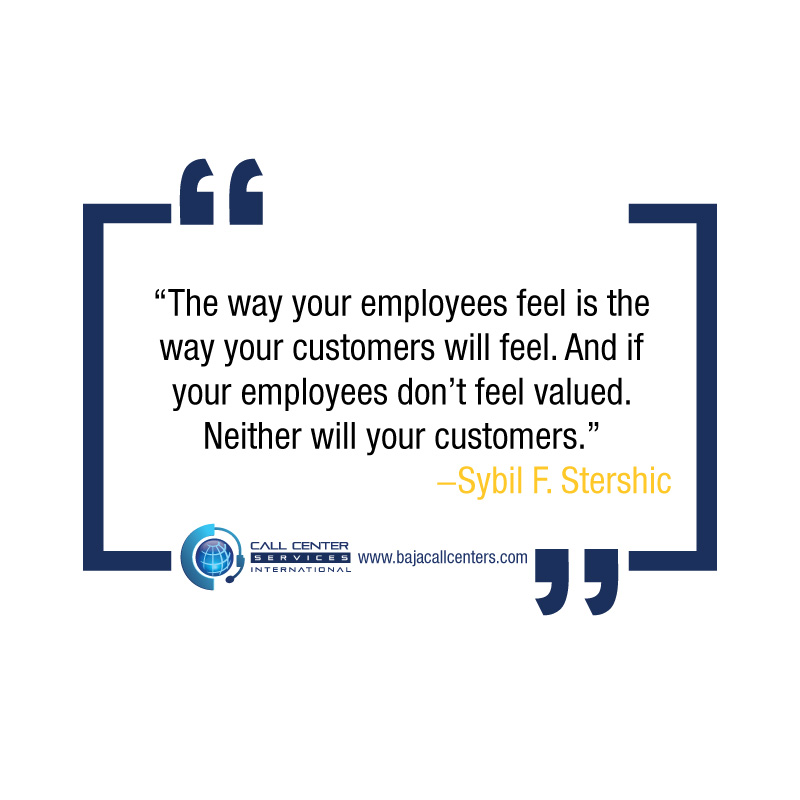 “The way your employees feel is the
way your customers will feel. And if
your employees don’t feel valued.
Neither will your customers.”
–Sybil F. Stershic
CALL CENTER
SERVICES
INTERNATIONAL
www.bajacallcenters.com